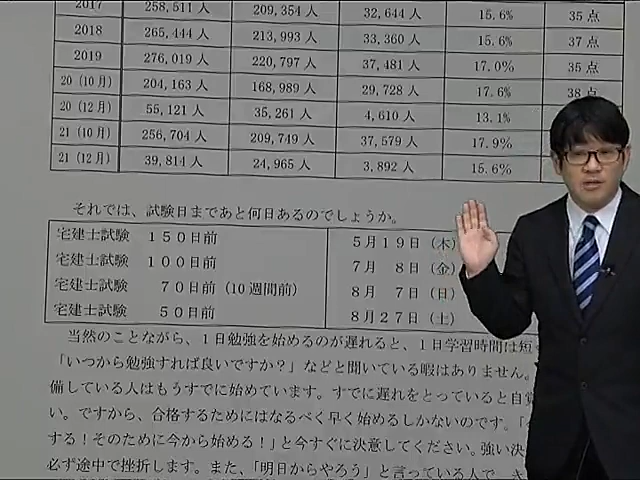 2017 258,511人 209,354人 32,644人 15.6% 35点
2018 265,444人 213,993人 33,360人 15.6% 37点
2019 276,019人 220,797人 37,481人 17.0% 35点
20（10月） 204,163人 168,989人 29,728人 17.6% 38点
20（12月） 55,121人 35,261人 4,610人 13.1%
21（10月） 256,704人 209,749人 37,579人 17.9%
21（12月） 39,814人 24,965人 3,892人 15.6%
それでは、試験日まであと何日あるのでしょうか。
宅建士試験 150日前 5月19日（木）
宅建士試験 100日前 7月 8日（金）
宅建士試験 70日前（10週間前） 8月 7日（日）
宅建士試験 50日前 8月27日（土）
当然のことながら、1日勉強を始めるのが遅れると、1日学習時間は短
「いつから勉強すれば良いですか？」などと聞いている暇はありません。
備している人はもうすでに始めています。すでに遅れをとっていると自覚
い。ですから、合格するためにはなるべく早く始めるしかないのです。「
する！そのために今から始める！」と今すぐに決意してください。強い決
必ず途中で挫折します。また、「明日からやろう」と言っている人で、